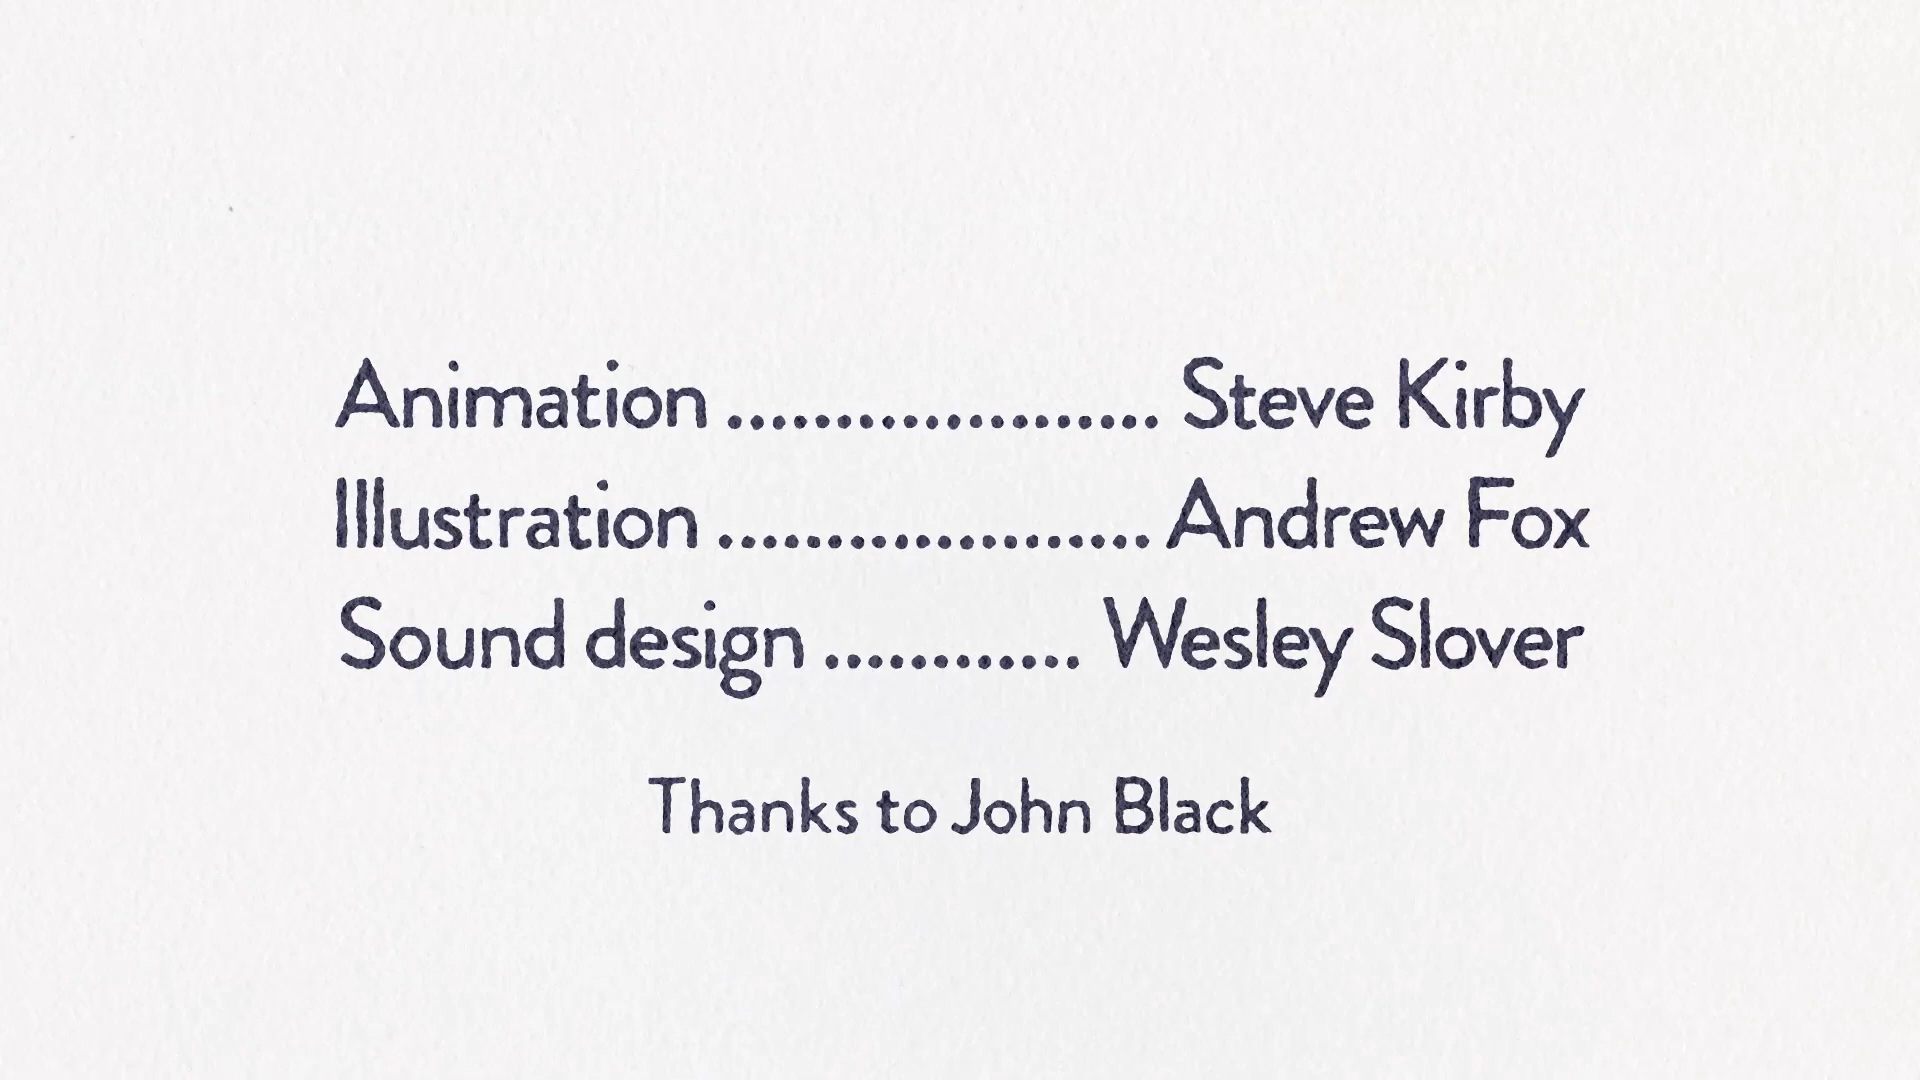 Animation .................... Steve Kirby
Illustration .................... Andrew Fox
Sound design ............ Wesley Slover
Thanks to John Black